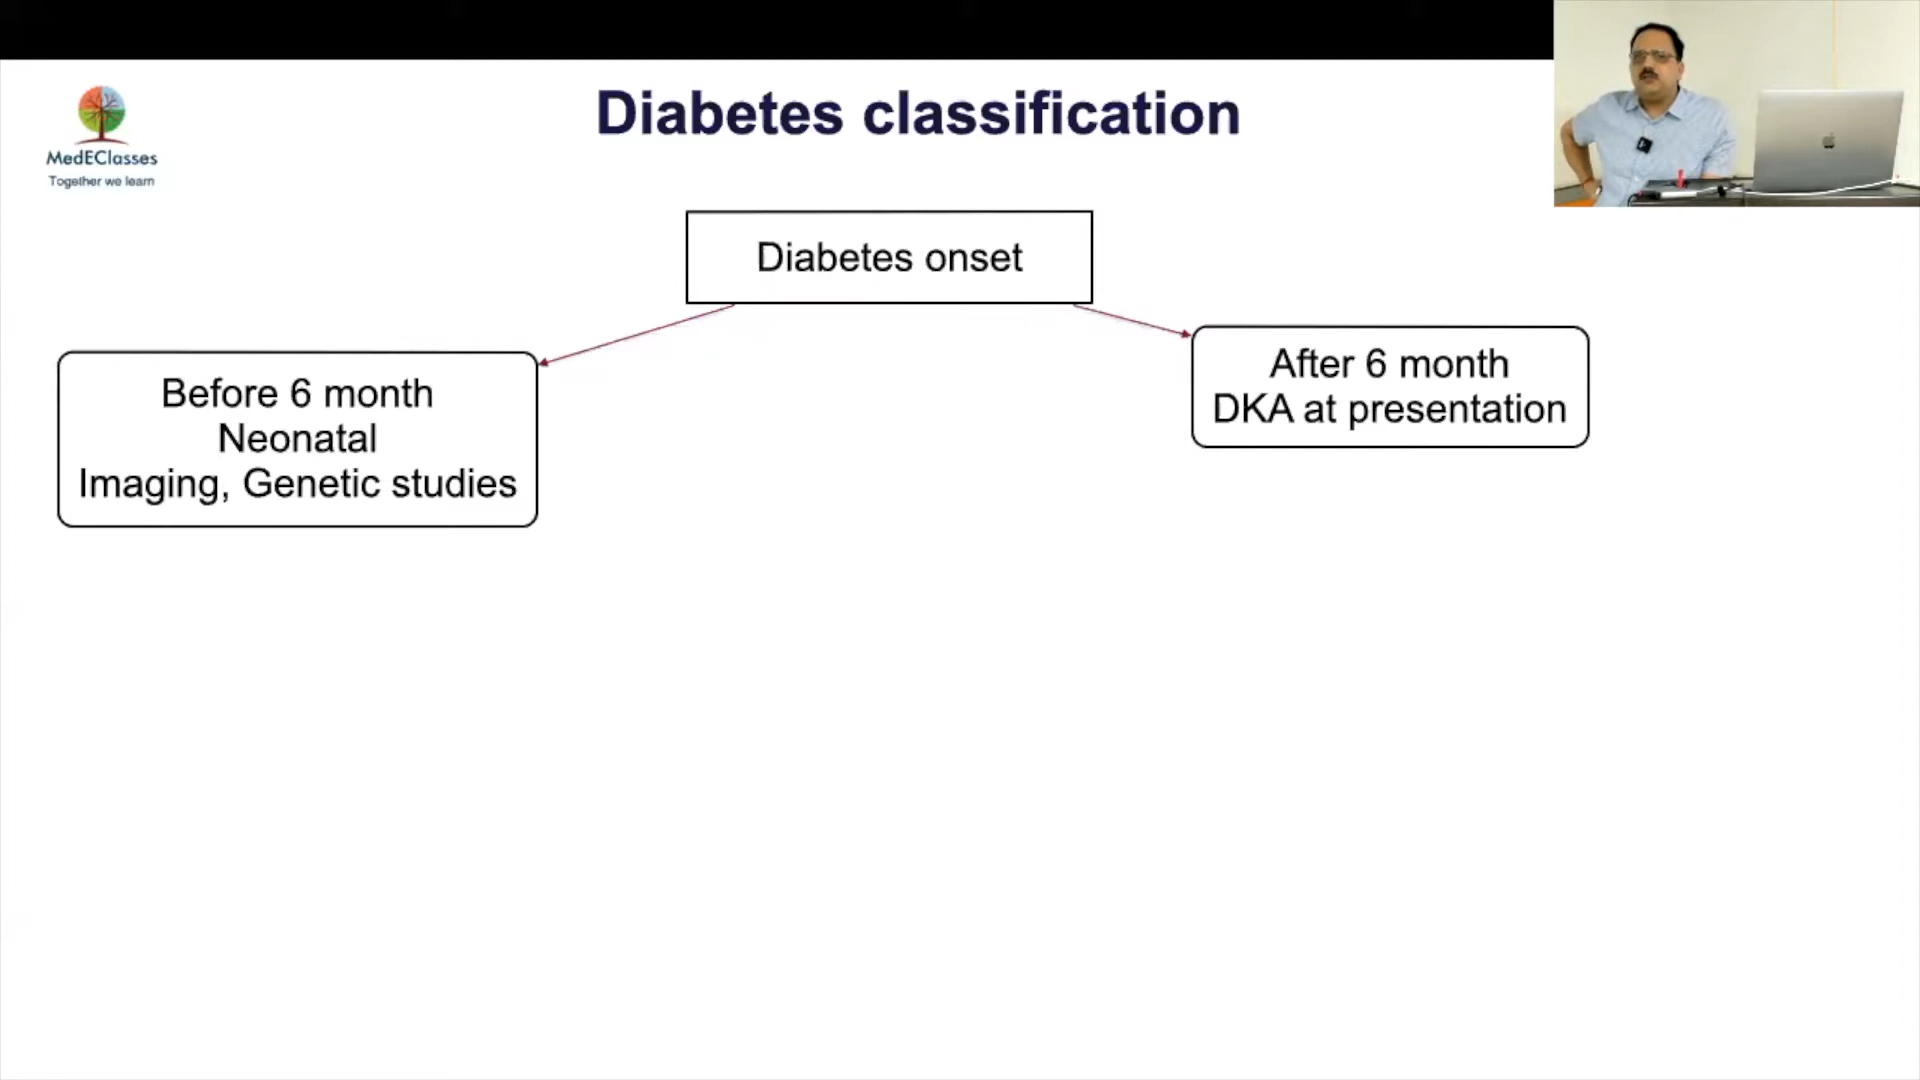 Diabetes classification
MedEClasses
Together we learn
Diabetes onset
Before 6 month
Neonatal
Imaging, Genetic studies
After 6 month
DKA at presentation